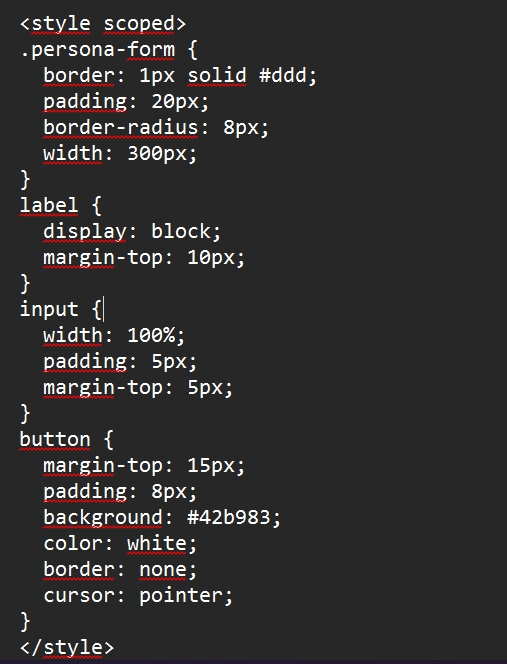 <style scoped>
.persona-form {
  border: 1px solid #ddd;
  padding: 20px;
  border-radius: 8px;
  width: 300px;
}
label {
  display: block;
  margin-top: 10px;
}
input {
  width: 100%;
  padding: 5px;
  margin-top: 5px;
}
button {
  margin-top: 15px;
  padding: 8px;
  background: #42b983;
  color: white;
  border: none;
  cursor: pointer;
}
</style>